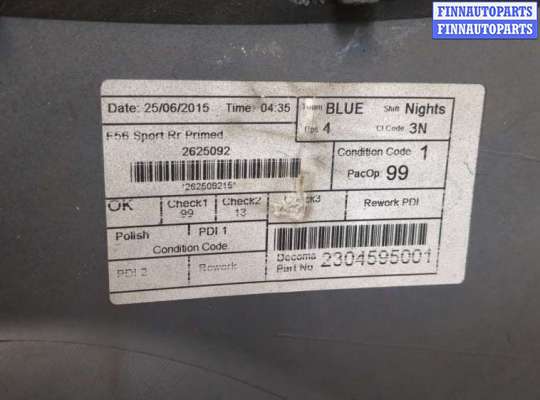 FINNAUTOPARTS
FINNAUTOPARTS
Date: 25/06/2015 Time: 04:35
Team BLUE Shift Nights
Ops 4 Cl Code 3N
F56 Sport Rr Primed
2625092
*262509215*
Condition Code 1
PacOp 99
OK
Check1 99
Check2 13
Rework PDI
Polish
PDI 1
Condition Code
PDI 2
Rework
Decoma Part No 2304595001